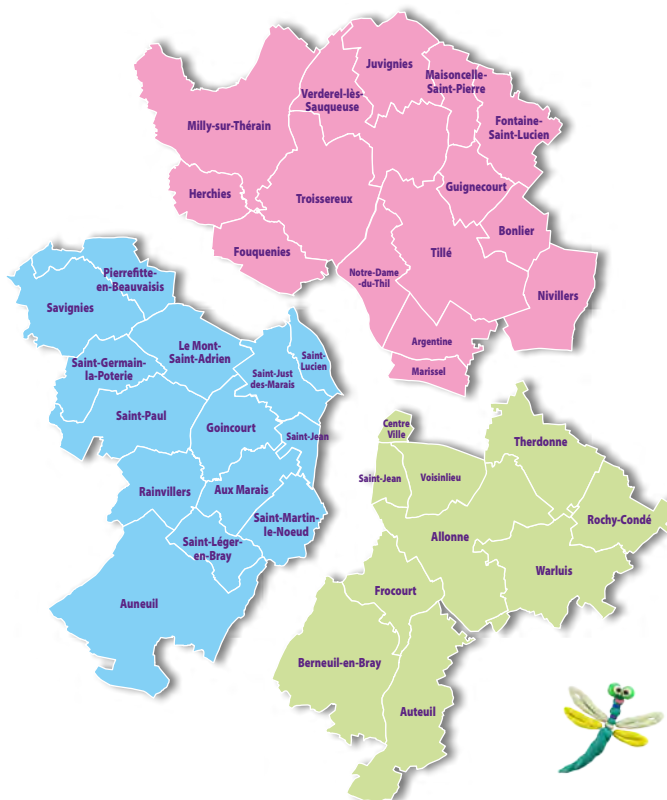 Juvignies
Maisoncelle-
Saint-Pierre
Verderel-lès-
Sauqueuse
Fontaine-
Saint-Lucien
Milly-sur-Thérain
Guignecourt
Herchies
Troissereux
Bonlier
Fouquenies
Tillé
Notre-Dame
-du-Thil
Nivillers
Argentine
Marissel
Pierrefitte-
en-Beauvaisis
Savignies
Le Mont-
Saint-Adrien
Saint-
Lucien
Saint-Germain-
la-Poterie
Saint-Just
des-Marais
Saint-Paul
Goincourt
Saint-Jean
Rainvillers
Aux Marais
Saint-Martin-
le-Noeud
Saint-Léger-
en-Bray
Auneuil
Centre
Ville
Therdonne
Saint-Jean
Voisinlieu
Rochy-Condé
Allonne
Warluis
Frocourt
Berneuil-en-Bray
Auteuil